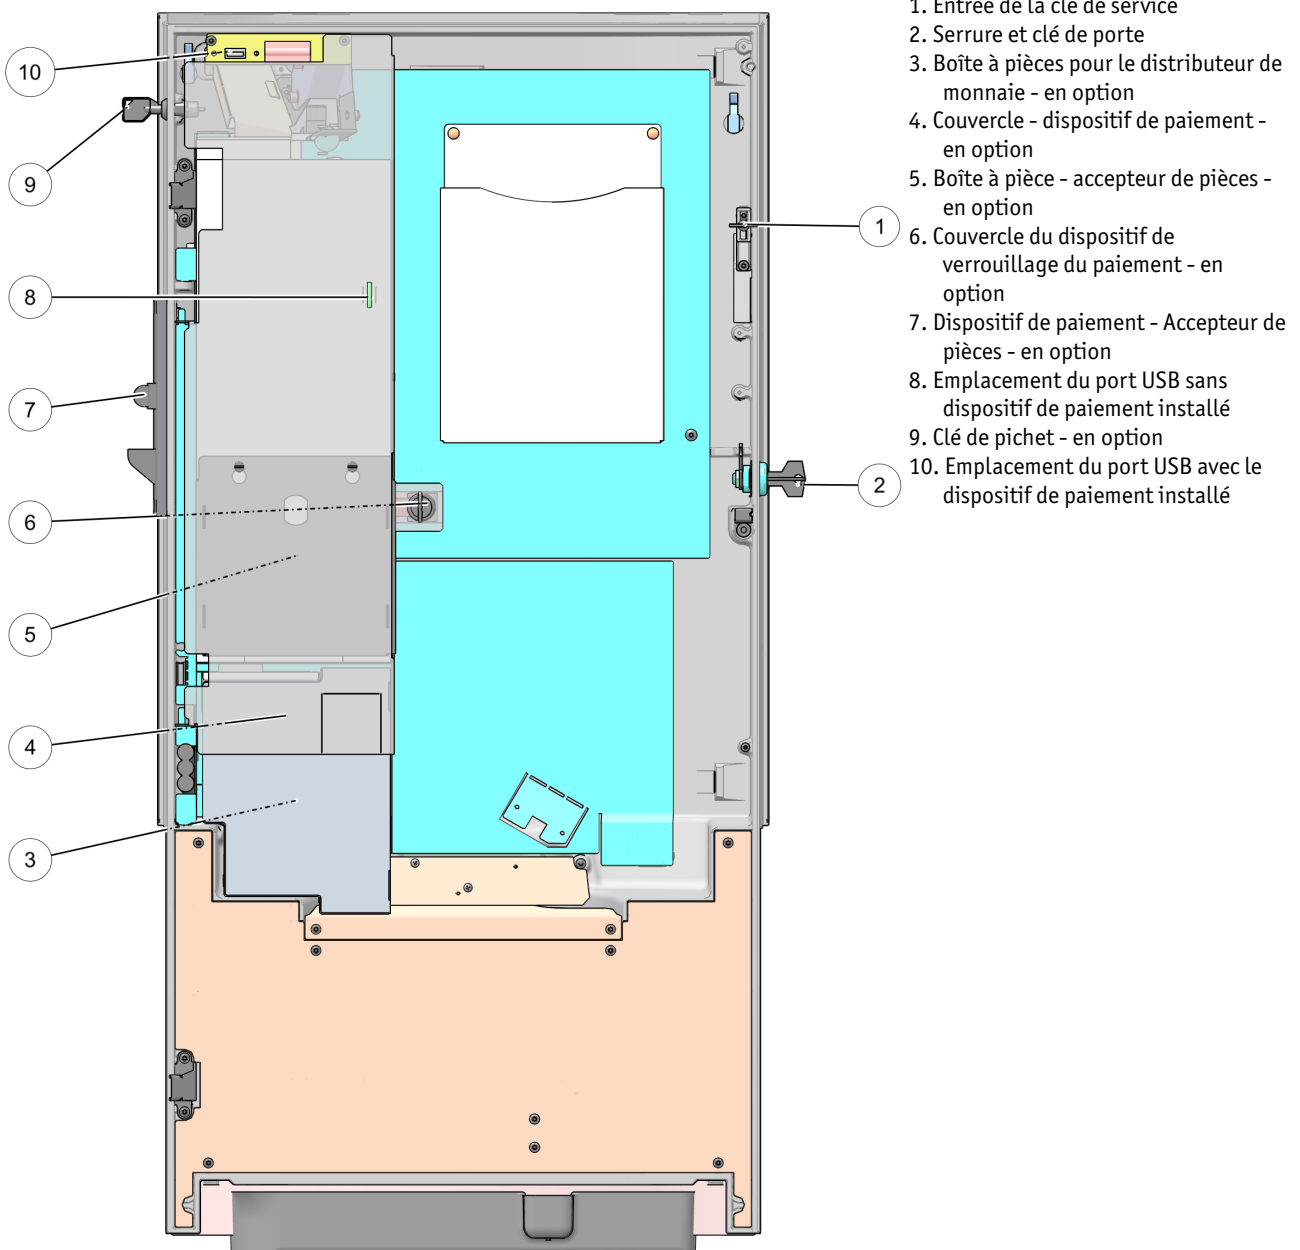 1. Entrée de la clé de service
2. Serrure et clé de porte
3. Boîte à pièces pour le distributeur de
monnaie - en option
4. Couvercle - dispositif de paiement -
en option
5. Boîte à pièce - accepteur de pièces -
en option
6. Couvercle du dispositif de
verrouillage du paiement - en
option
7. Dispositif de paiement - Accepteur de
pièces - en option
8. Emplacement du port USB sans
dispositif de paiement installé
9. Clé de pichet - en option
10. Emplacement du port USB avec le
dispositif de paiement installé
10
9
8
7
6
5
4
3
1
2